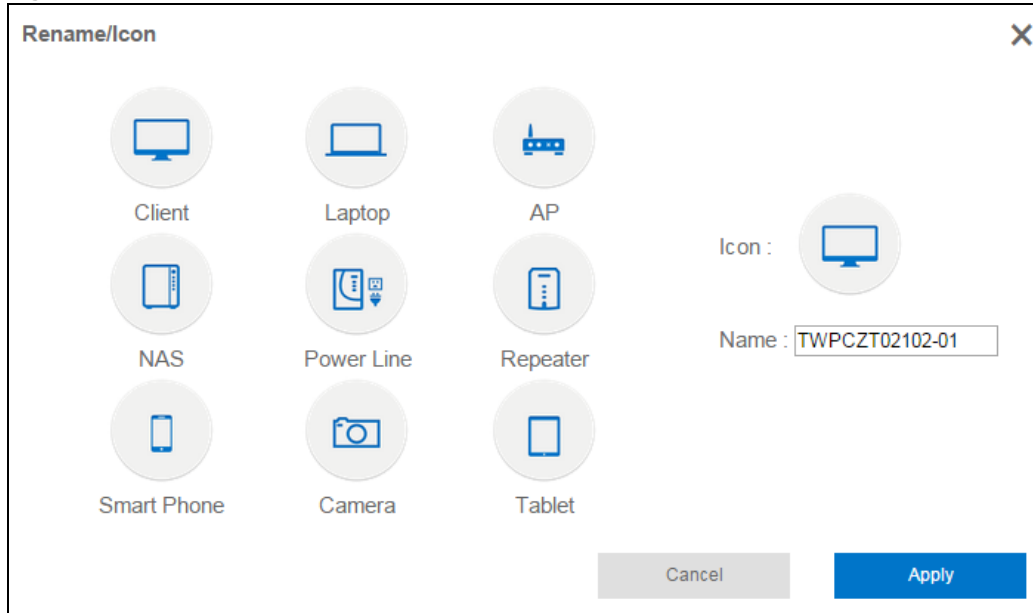 Rename/Icon
Client
Laptop
AP
NAS
Power Line
Repeater
Smart Phone
Camera
Tablet
Icon :
Name : TWPCZT02102-01
Cancel
Apply